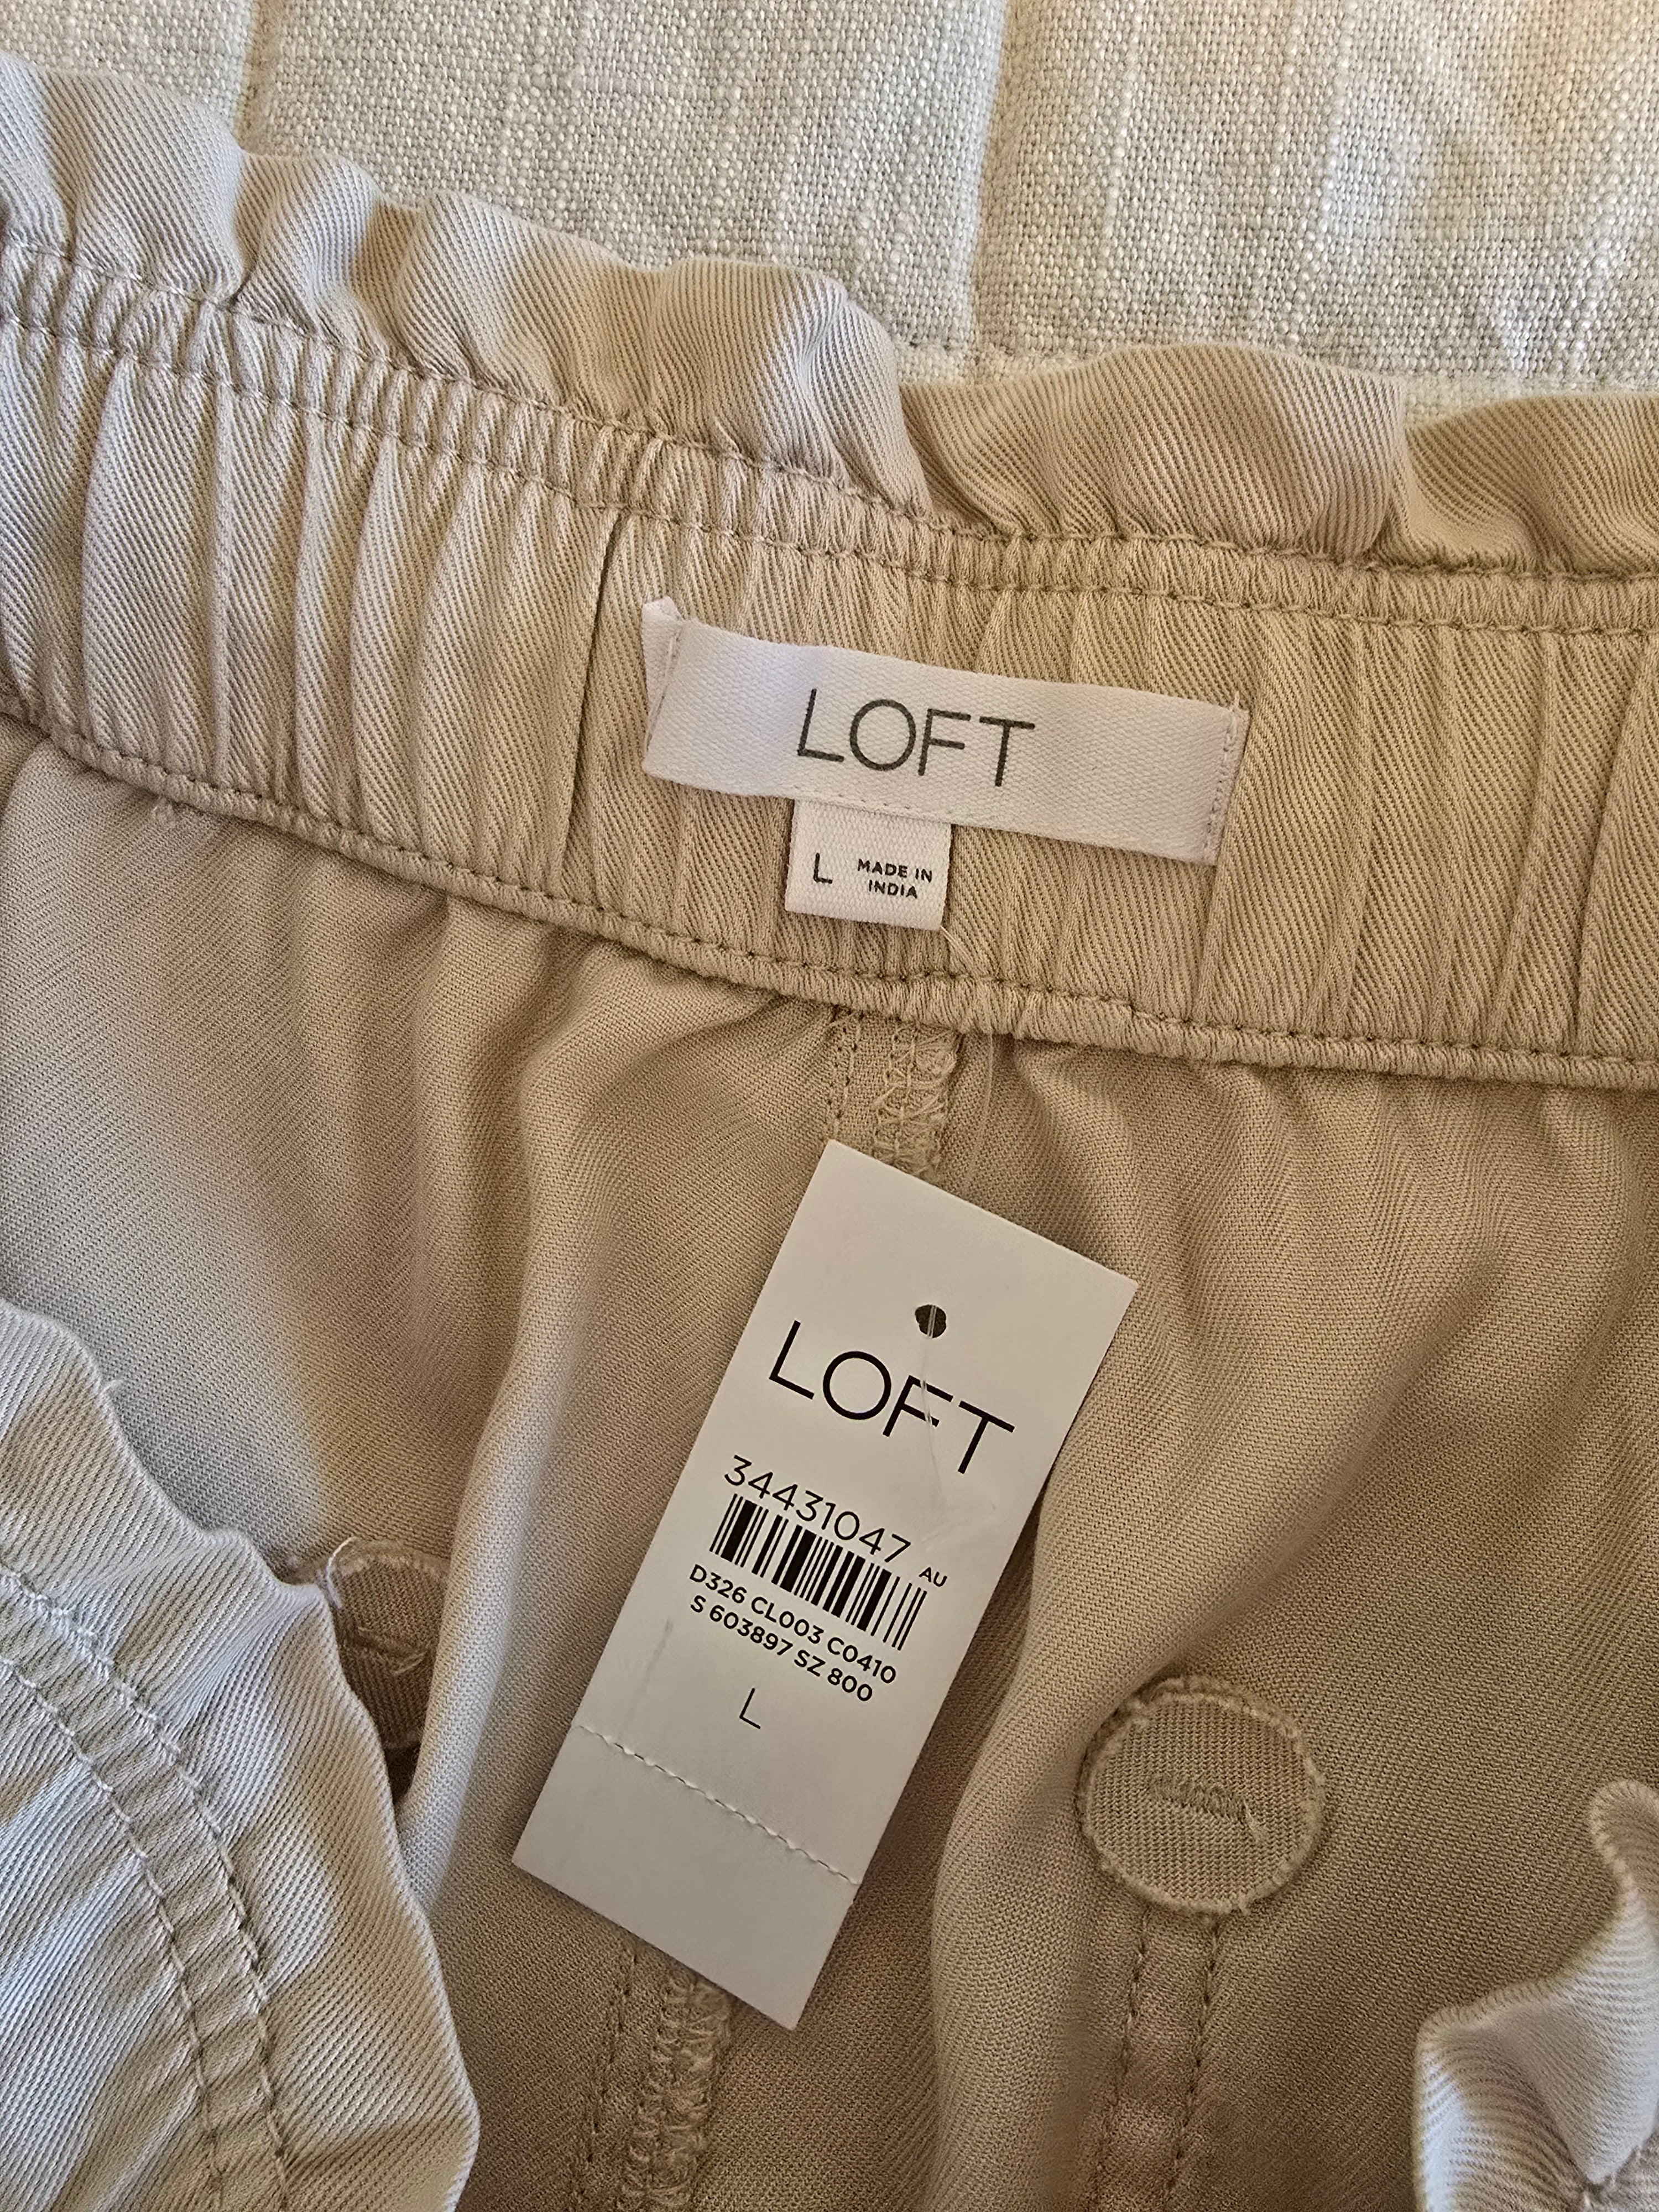 LOFT
L MADE IN
INDIA
LOFT
34431047
AU
D326 CL003 C0410
S 603897 SZ 800
L